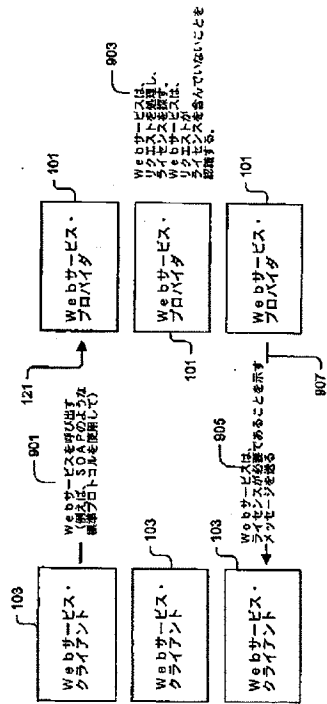 103
Webサービス・
クライアント
901
Webサービスを呼び出す
(例えば、SOAPのような
標準プロトコルを使用して)
121
101
Webサービス・
プロバイダ
103
Webサービス・
クライアント
101
Webサービス・
プロバイダ
903
Webサービスは、
リクエストを処理し、
ライセンスを探す。
Webサービスは、
リクエストが
ライセンスを含んでいないことを
認識する。
103
Webサービス・
クライアント
905
Webサービスは、
ライセンスが必要であることを示す
メッセージを送る
907
101
Webサービス・
プロバイダ